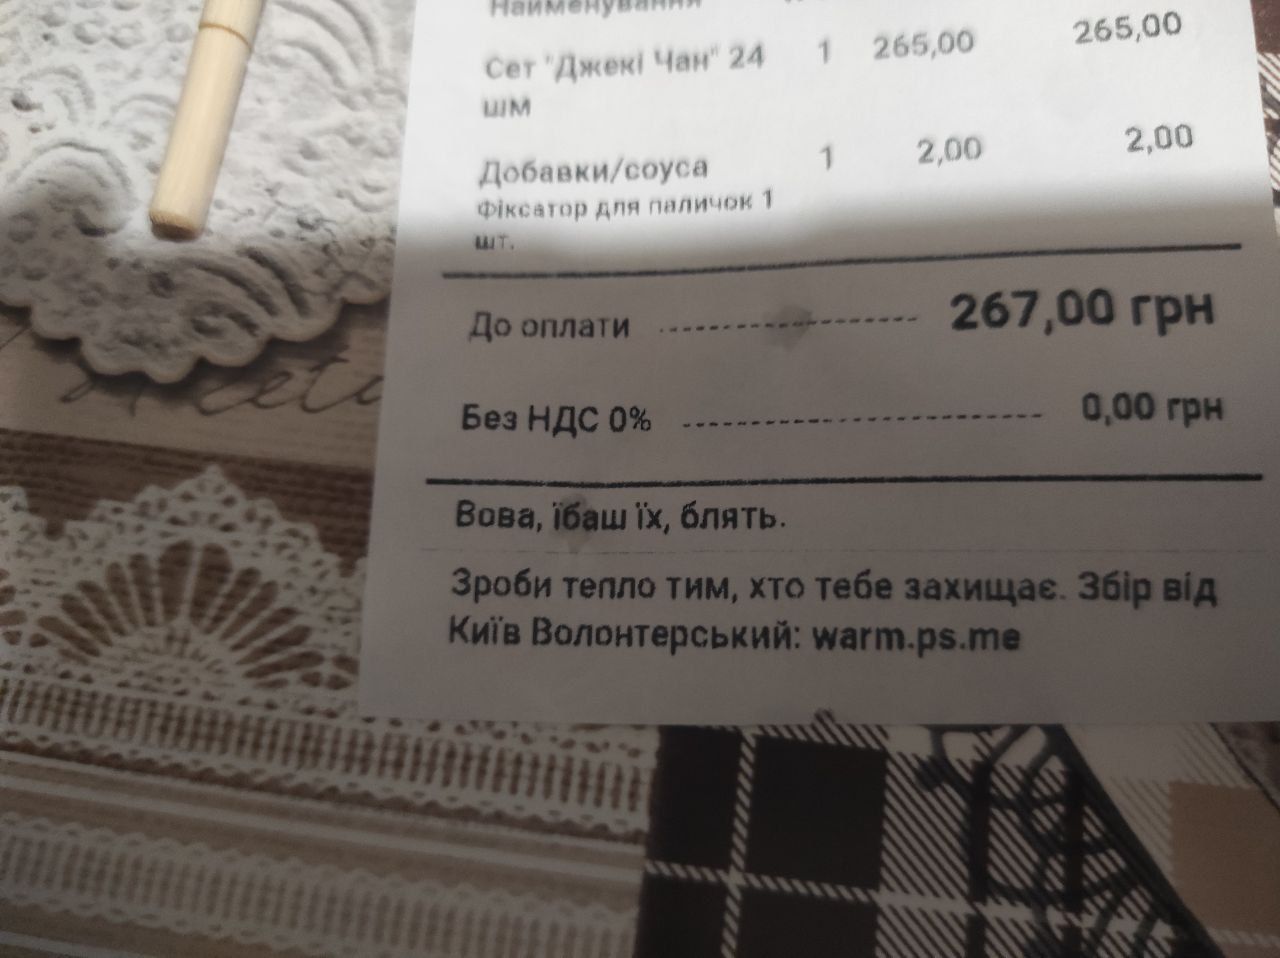 Найменування
Сет "Джекі Чан" 24 1 265,00 265,00
шм
Добавки/соуса 1 2,00 2,00
Фіксатор для паличок 1
шт.
До оплати 267,00 грн
Без НДС 0% 0,00 грн
Вова, їбаш їх, блять.
Зроби тепло тим, хто тебе захищає. Збір від
Київ Волонтерський: warm.ps.me